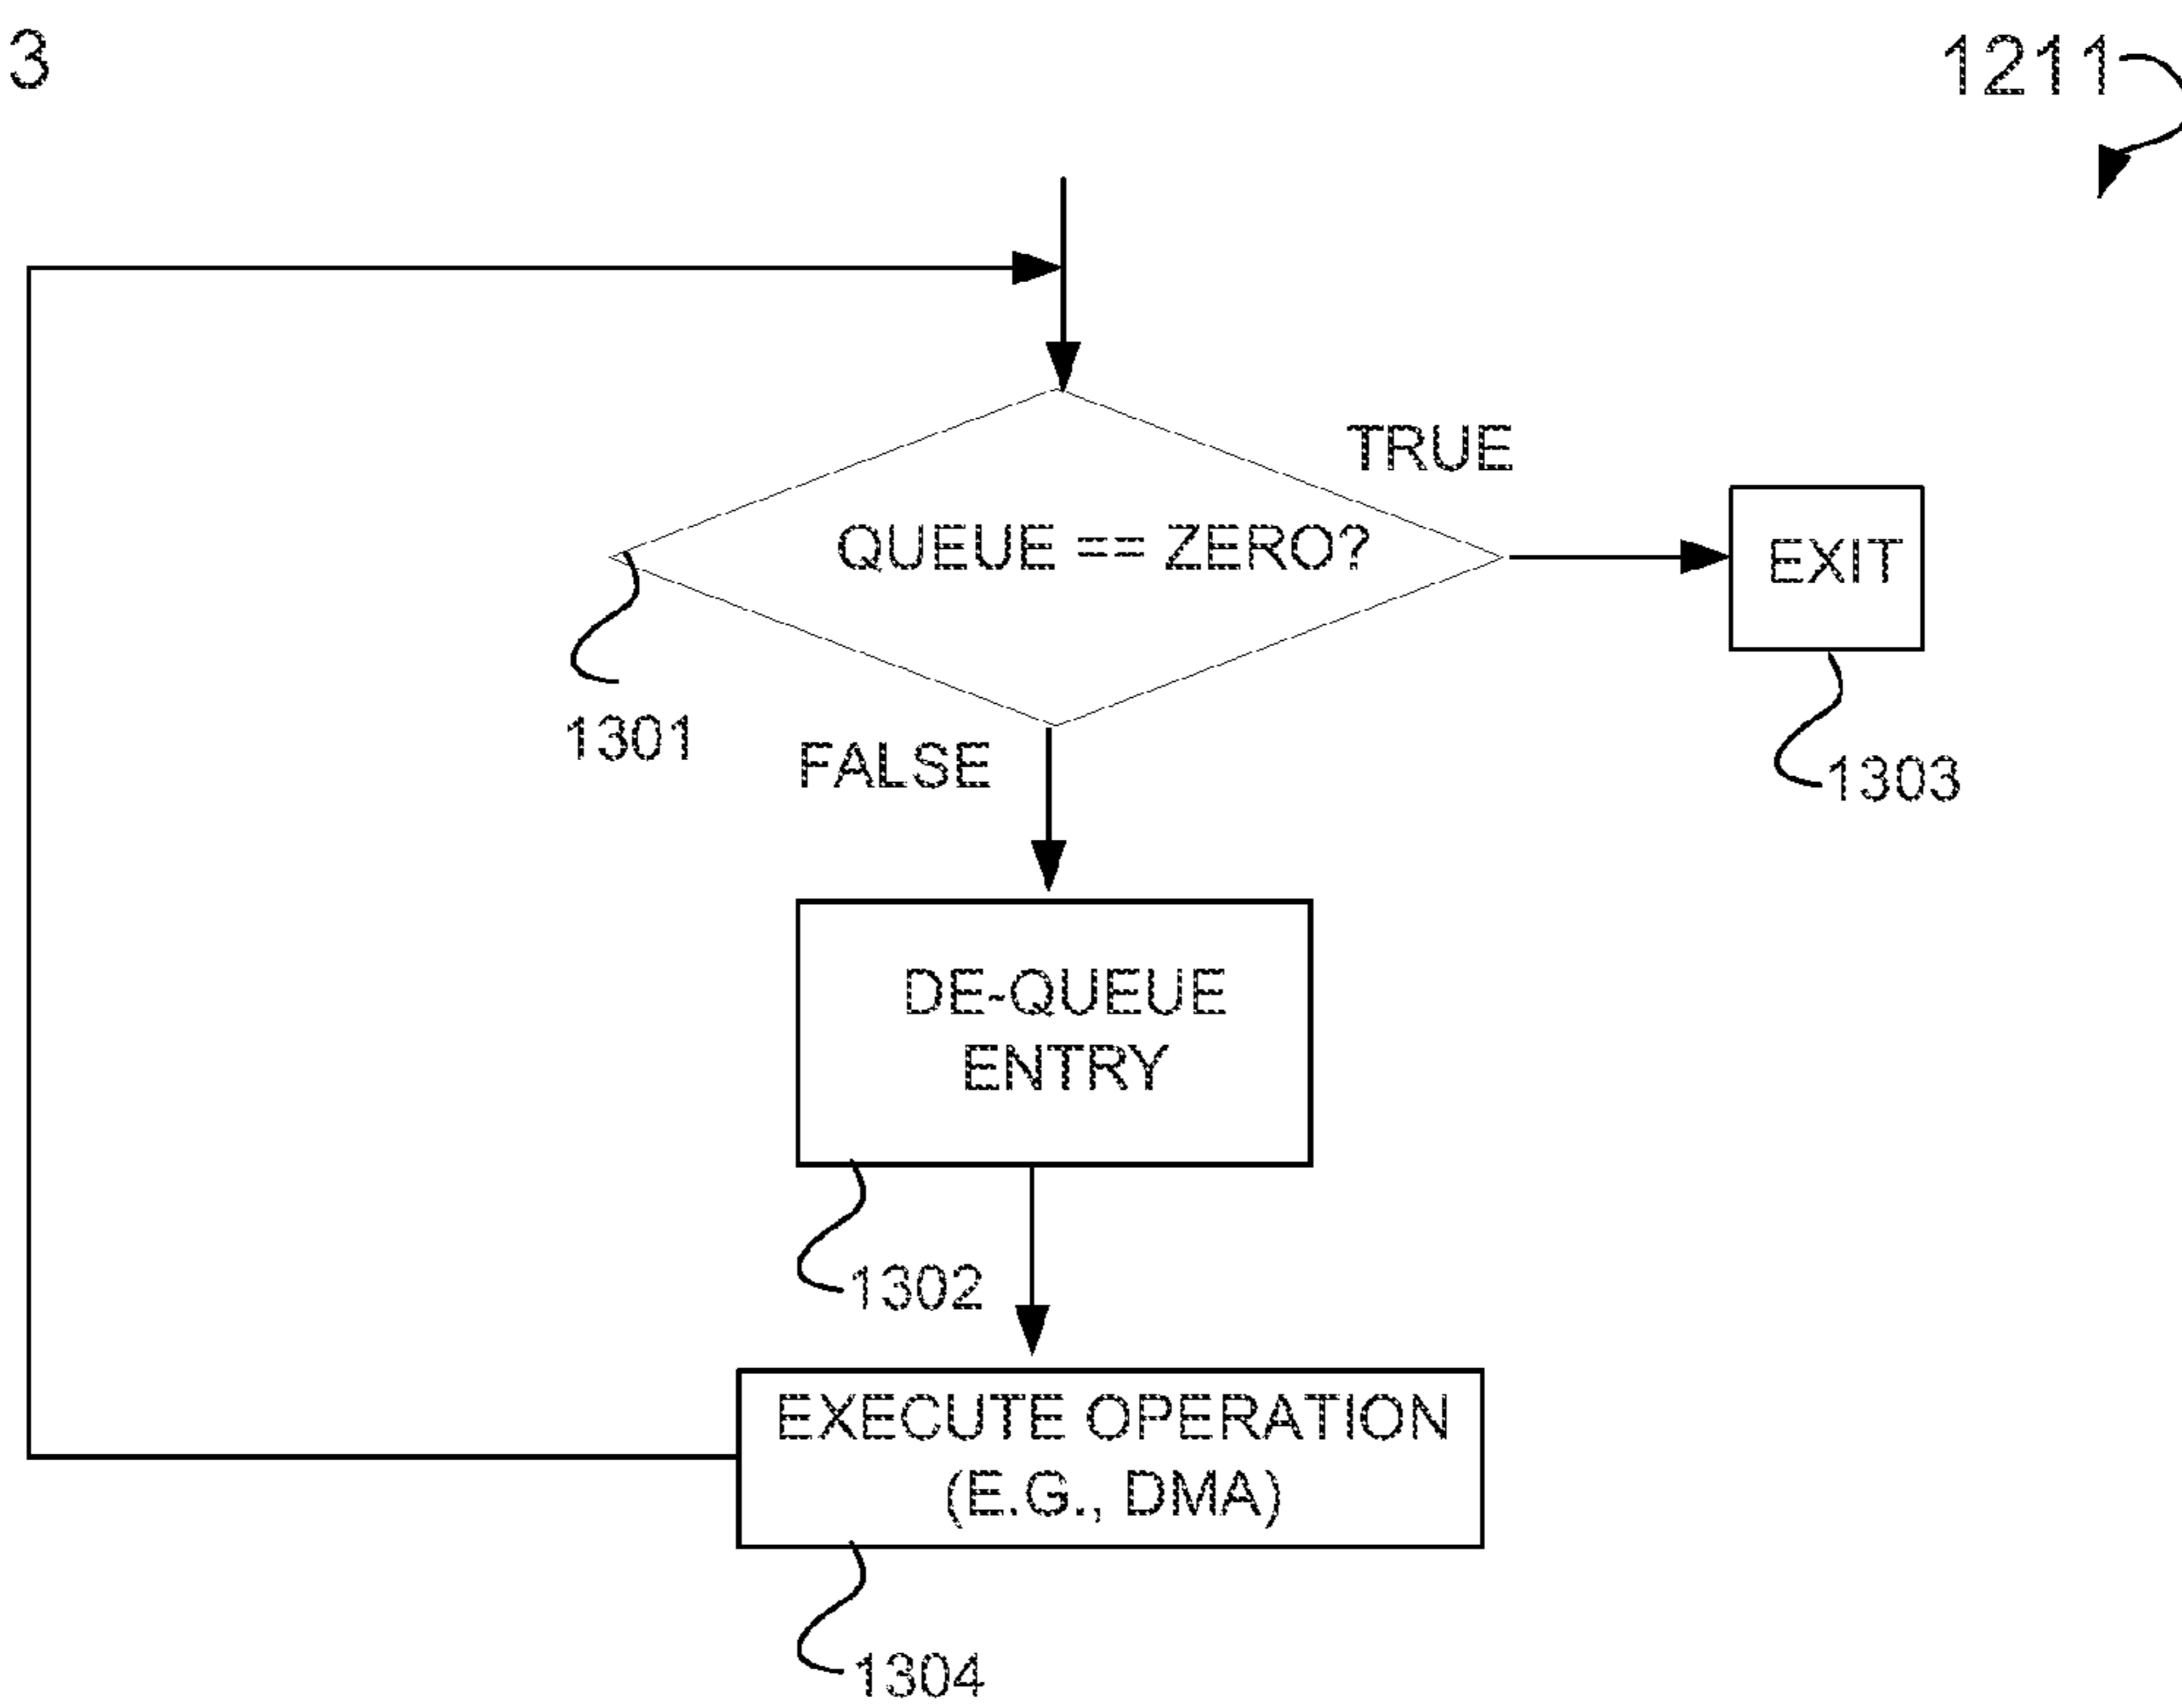 3
1211
TRUE
QUEUE == ZERO?
EXIT
1301
FALSE
1303
DE-QUEUE
ENTRY
1302
EXECUTE OPERATION
(E.G., DMA)
1304